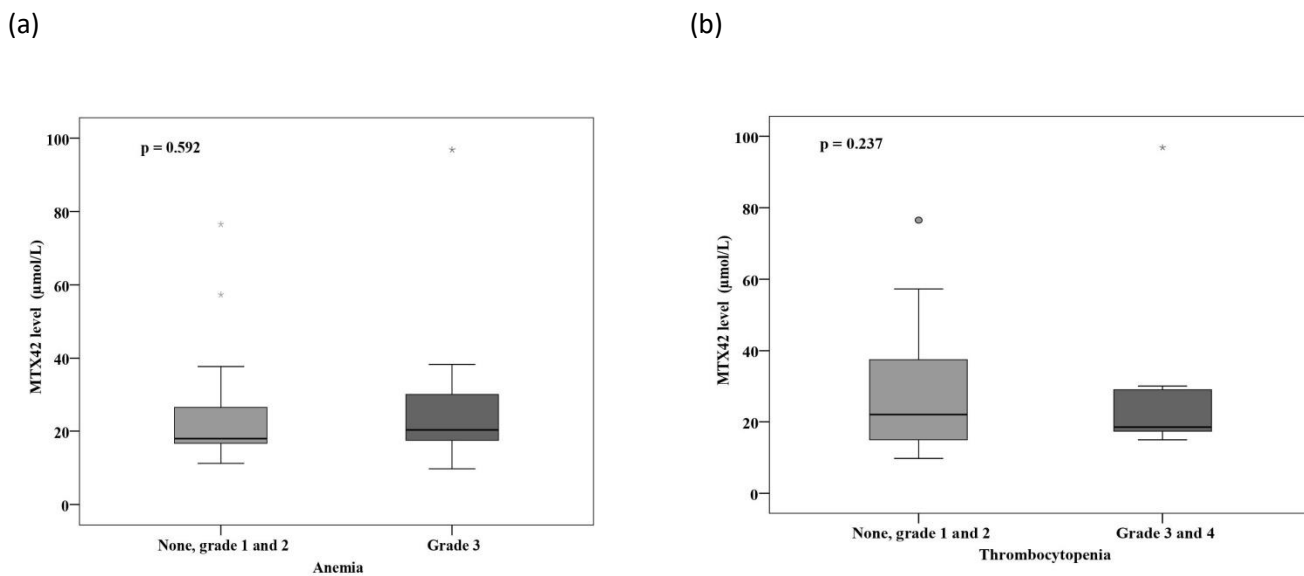 (a)
(b)
p = 0.592
100
80
60
40
20
0
MTX42 level (µmol/L)
None, grade 1 and 2
Grade 3
Anemia
p = 0.237
100
80
60
40
20
0
MTX42 level (µmol/L)
None, grade 1 and 2
Grade 3 and 4
Thrombocytopenia